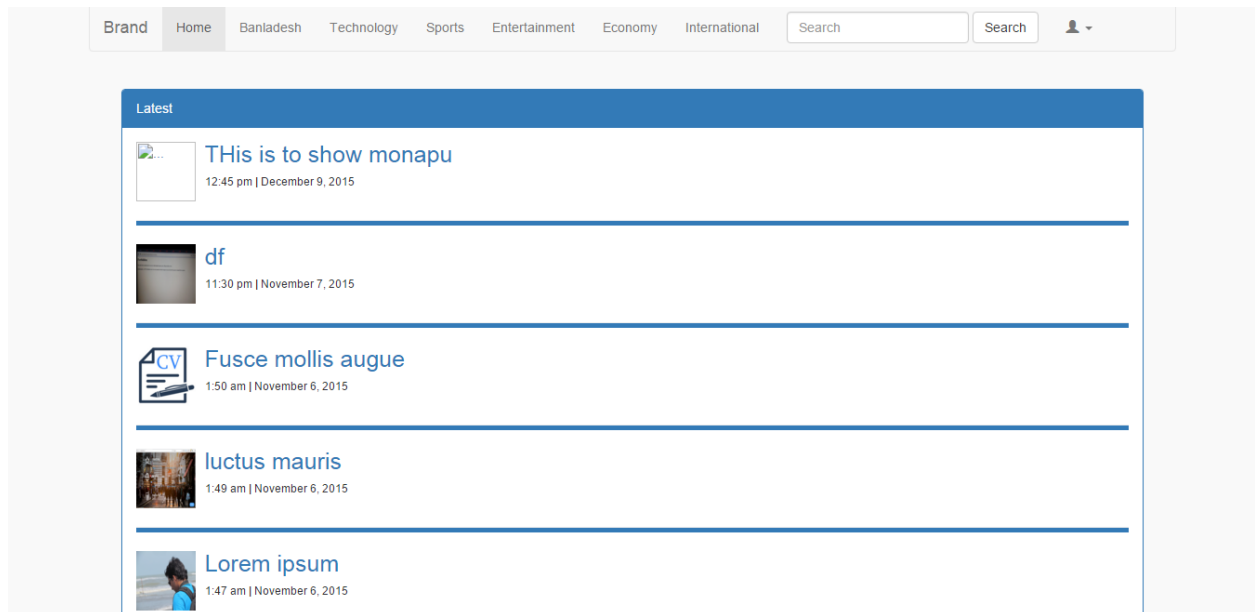 Brand Home Banladesh Technology Sports Entertainment Economy International Search Search
Latest
...
THis is to show monapu
12:45 pm | December 9, 2015
df
11:30 pm | November 7, 2015
CV
Fusce mollis augue
1:50 am | November 6, 2015
luctus mauris
1:49 am | November 6, 2015
Lorem ipsum
1:47 am | November 6, 2015